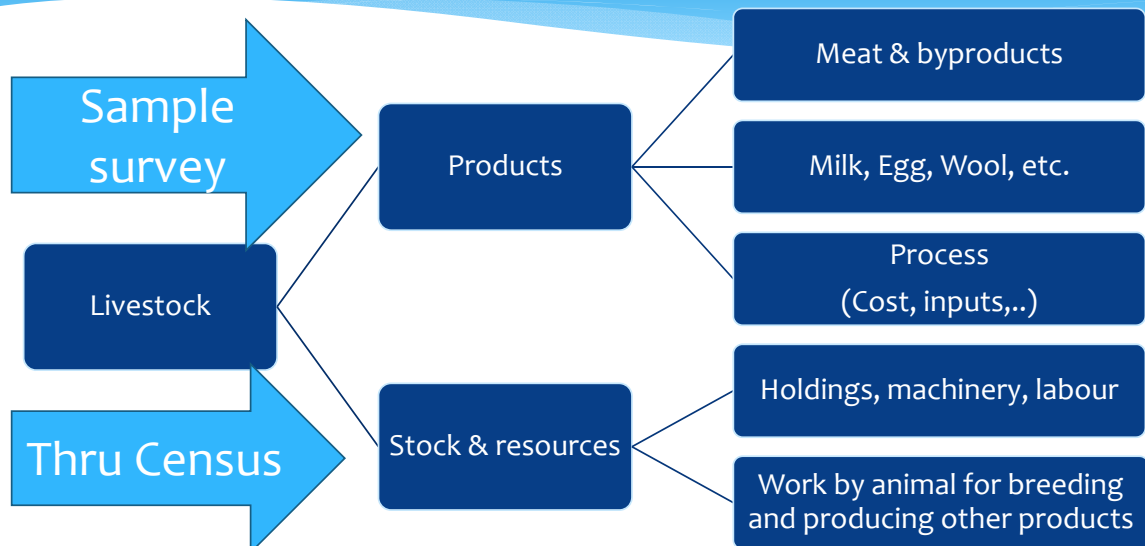 Sample
survey
Livestock
Thru Census
Products
Stock & resources
Meat & byproducts
Milk, Egg, Wool, etc.
Process
(Cost, inputs,..)
Holdings, machinery, labour
Work by animal for breeding
and producing other products